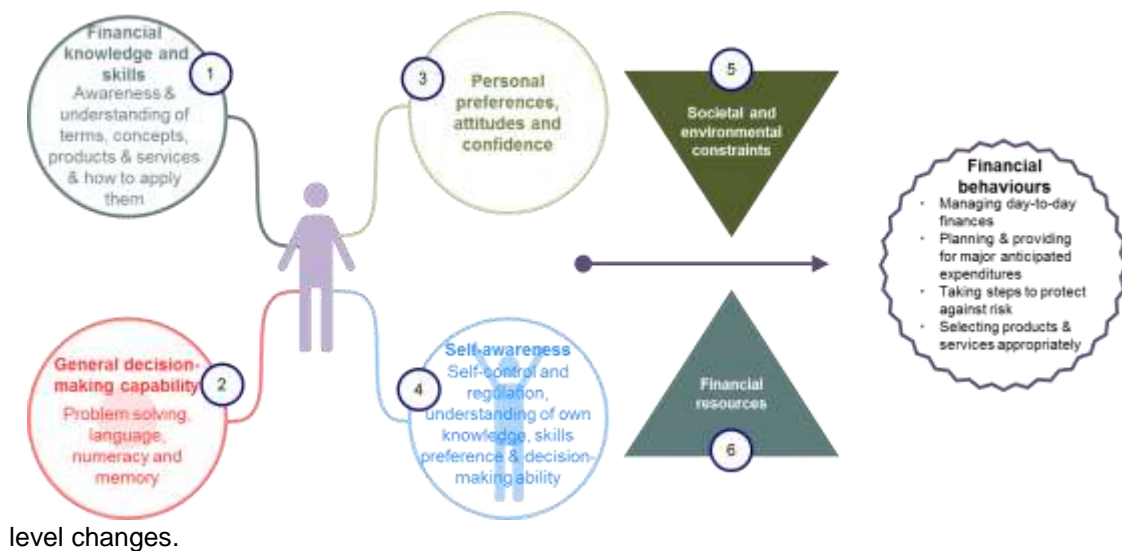 Financial
knowledge and
skills
1
Awareness &
understanding of
terms, concepts,
products & services
& how to apply
them
3
Personal
preferences,
attitudes and
confidence
5
Societal and
environmental
constraints
Financial
behaviours
• Managing day-to-day
finances
• Planning & providing
for major anticipated
expenditures
• Taking steps to protect
against risk
• Selecting products &
services appropriately
General decision-
making capability
2
Problem solving,
language,
numeracy and
memory
Self-awareness
4
Self-control and
regulation,
understanding of own
knowledge, skills
preference & decision-
making ability
Financial
resources
6
level changes.